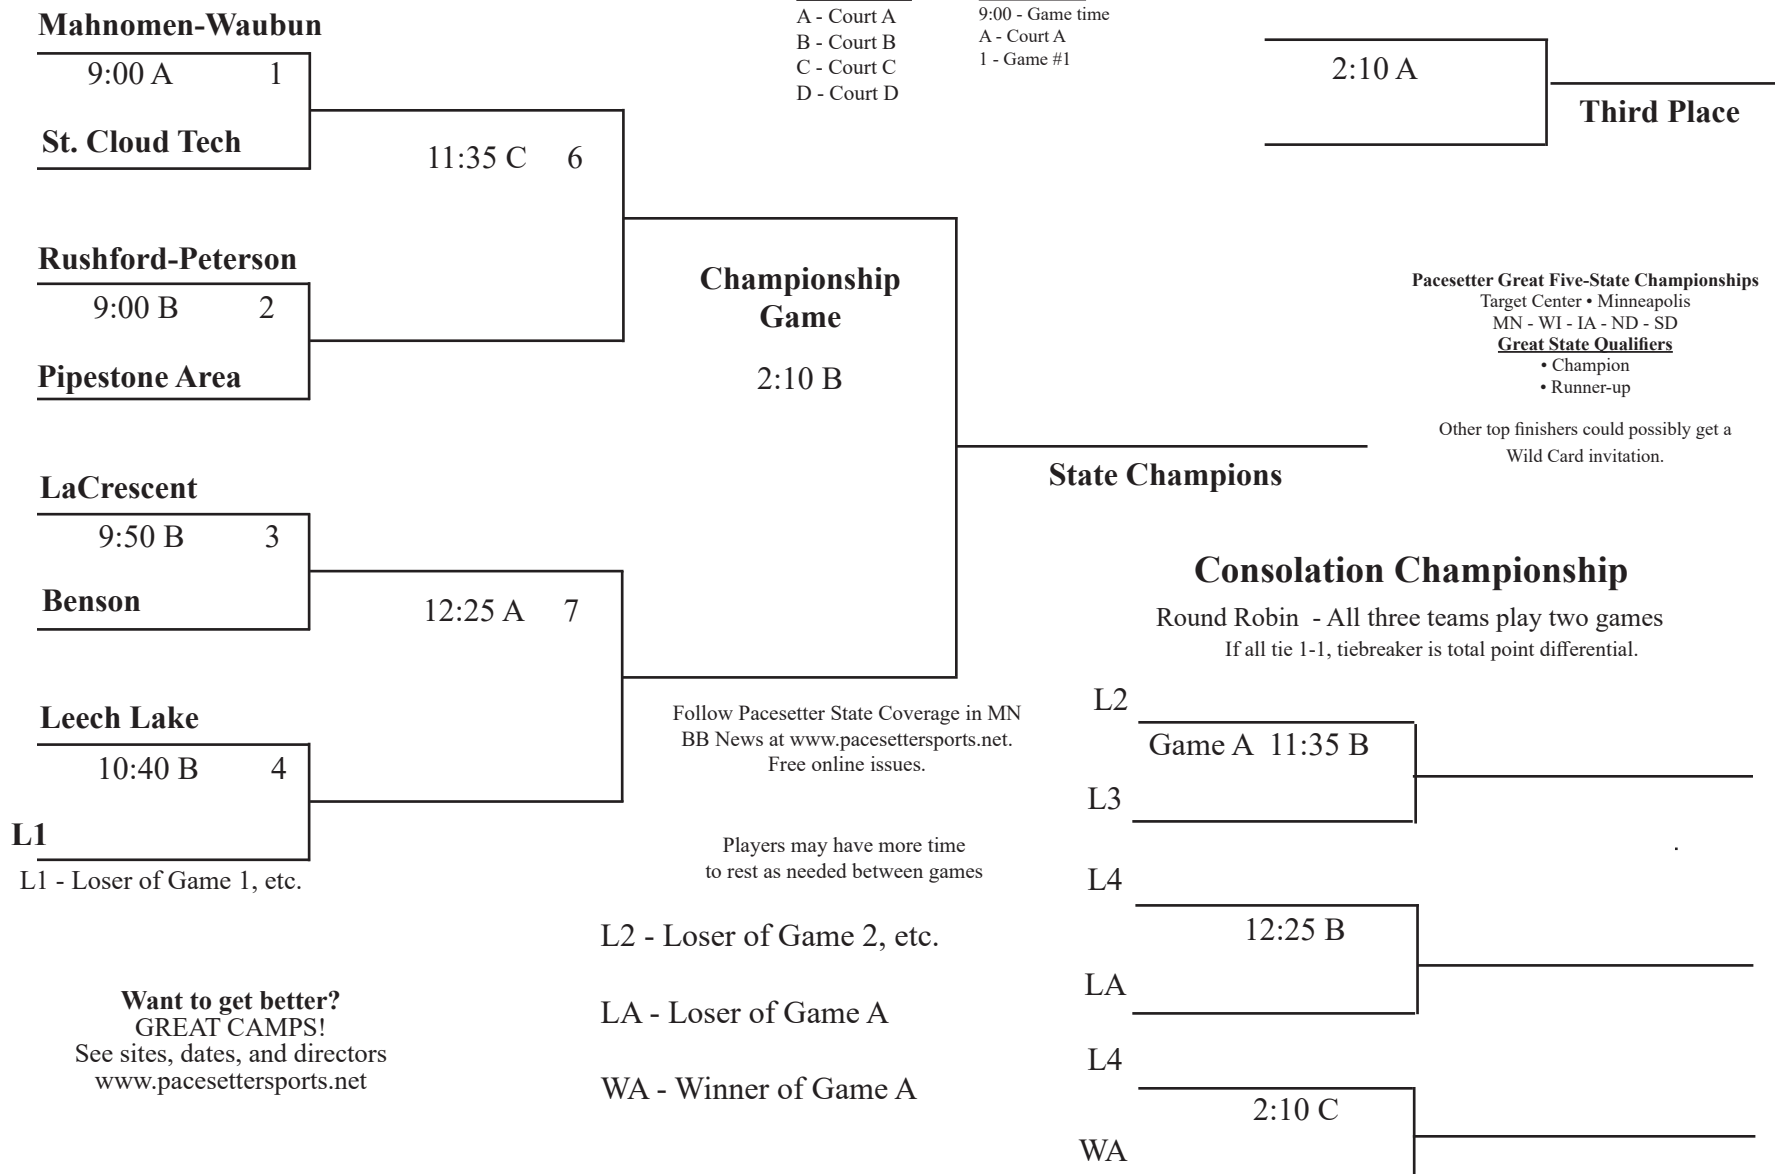 Mahnomen-Waubun
9:00 A 1
St. Cloud Tech
11:35 C 6
Rushford-Peterson
9:00 B 2
Pipestone Area
Championship
Game
2:10 B
LaCrescent
9:50 B 3
Benson
12:25 A 7
Leech Lake
10:40 B 4
L1
L1 - Loser of Game 1, etc.
A - Court A
B - Court B
C - Court C
D - Court D
9:00 - Game time
A - Court A
1 - Game #1
2:10 A
Third Place
Pacesetter Great Five-State Championships
Target Center • Minneapolis
MN - WI - IA - ND - SD
Great State Qualifiers
• Champion
• Runner-up
Other top finishers could possibly get a
Wild Card invitation.
State Champions
Consolation Championship
Round Robin - All three teams play two games
If all tie 1-1, tiebreaker is total point differential.
L2
Game A 11:35 B
L3
L4
12:25 B
LA
L4
2:10 C
WA
Follow Pacesetter State Coverage in MN
BB News at www.pacesettersports.net.
Free online issues.
Players may have more time
to rest as needed between games
L2 - Loser of Game 2, etc.
LA - Loser of Game A
WA - Winner of Game A
Want to get better?
GREAT CAMPS!
See sites, dates, and directors
www.pacesettersports.net